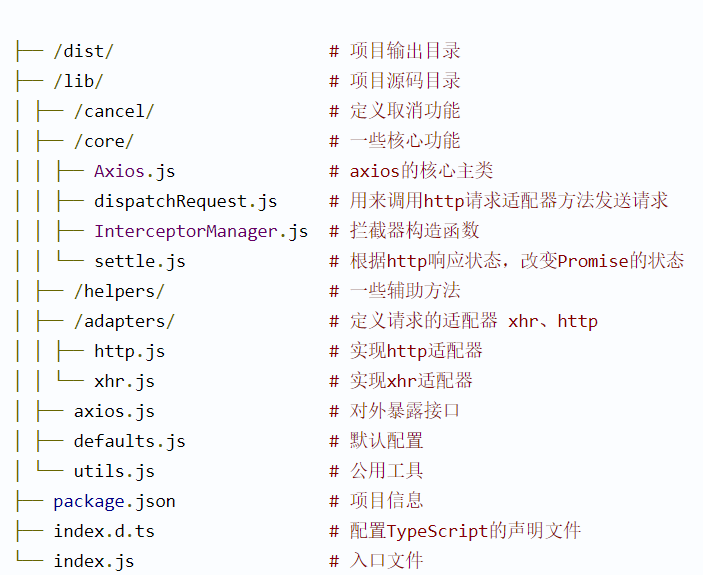 ├── /dist/                     # 项目输出目录
├── /lib/                      # 项目源码目录
│ ├── /cancel/                 # 定义取消功能
│ ├── /core/                   # 一些核心功能
│ │ ├── Axios.js               # axios的核心主类
│ │ ├── dispatchRequest.js     # 用来调用http请求适配器方法发送请求
│ │ ├── InterceptorManager.js  # 拦截器构造函数
│ │ └── settle.js              # 根据http响应状态，改变Promise的状态
│ ├── /helpers/                # 一些辅助方法
│ ├── /adapters/               # 定义请求的适配器 xhr、http
│ │ ├── http.js                # 实现http适配器
│ │ └── xhr.js                 # 实现xhr适配器
│ ├── axios.js                 # 对外暴露接口
│ ├── defaults.js              # 默认配置
│ └── utils.js                 # 公用工具
├── package.json               # 项目信息
├── index.d.ts                 # 配置TypeScript的声明文件
└── index.js                   # 入口文件